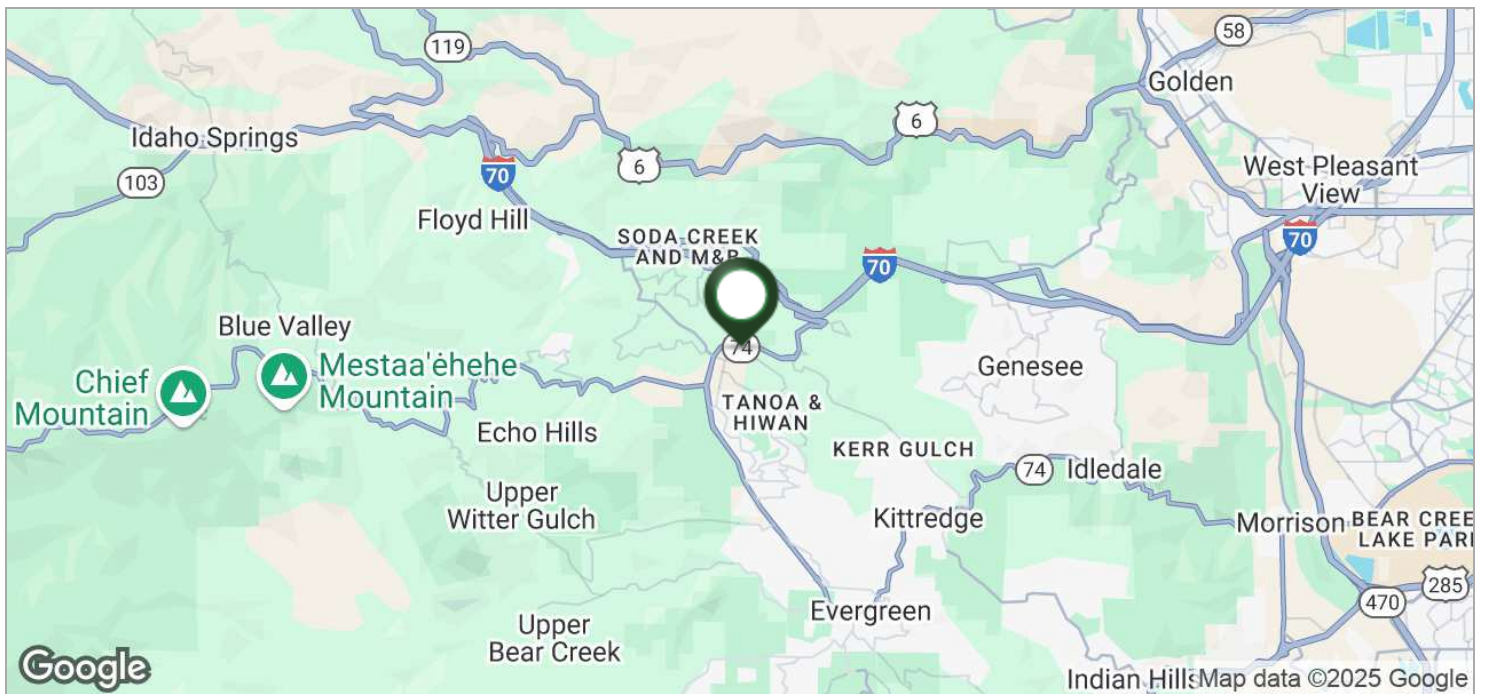 119
58
Golden
6
Idaho Springs
6
70
103
West Pleasant
View
Floyd Hill
SODA CREEK
AND M&B
70
70
Blue Valley
74
Mestaa'ėhehe
Mountain
Chief
Mountain
Genesee
TANOA &
HIWAN
Echo Hills
KERR GULCH
74
Idledale
Upper
Witter Gulch
Kittredge
Morrison
BEAR CREE
LAKE PAR
285
470
Evergreen
Upper
Bear Creek
Google
Indian Hills
Map data ©2025 Google